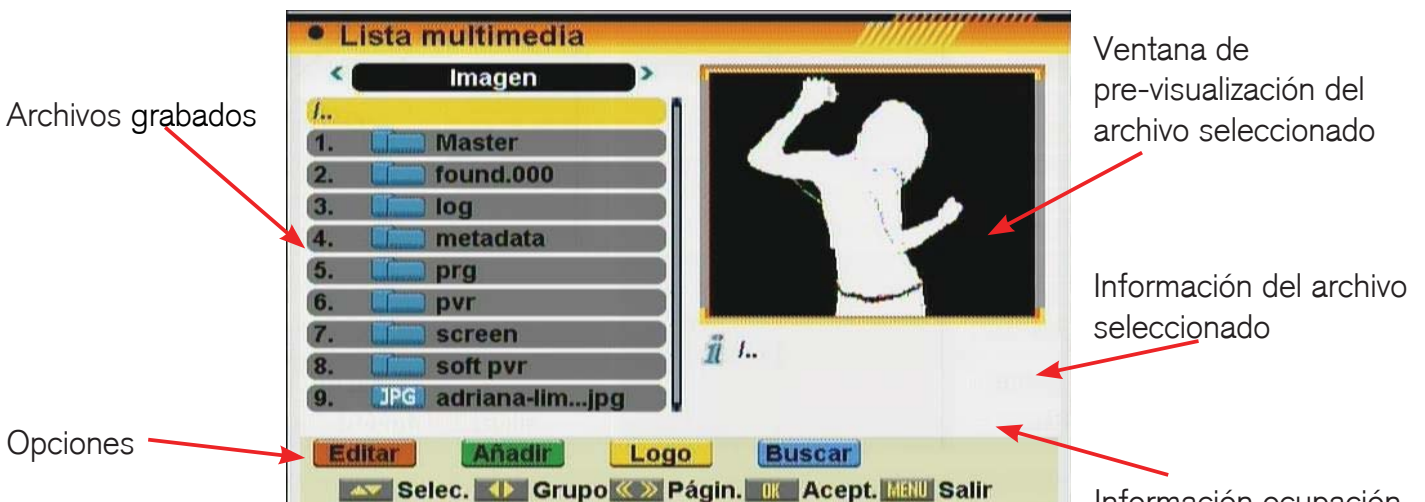 Lista multimedia
Imagen
/..
1. Master
2. found.000
3. log
4. metadata
5. prg
6. pvr
7. screen
8. soft pvr
9. JPG adriana-lim...jpg
/..
Editar Añadir Logo Buscar
Selec. Grupo Págin. OK Acept. MENU Salir
Archivos grabados
Opciones
Ventana de
pre-visualización del
archivo seleccionado
Información del archivo
seleccionado
Información ocupación